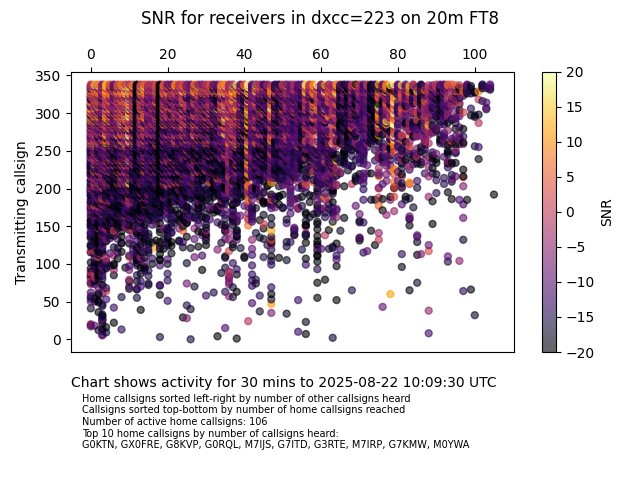 SNR for receivers in dxcc=223 on 20m FT8
0 20 40 60 80 100
350
300
250
200
150
100
50
0
Transmitting callsign
20
15
10
5
0
−5
−10
−15
−20
SNR
Chart shows activity for 30 mins to 2025-08-22 10:09:30 UTC
Home callsigns sorted left-right by number of other callsigns heard
Callsigns sorted top-bottom by number of home callsigns reached
Number of active home callsigns: 106
Top 10 home callsigns by number of callsigns heard:
G0KTN, GX0FRE, G8KVP, G0RQL, M7IJS, G7ITD, G3RTE, M7IRP, G7KMW, M0YWA